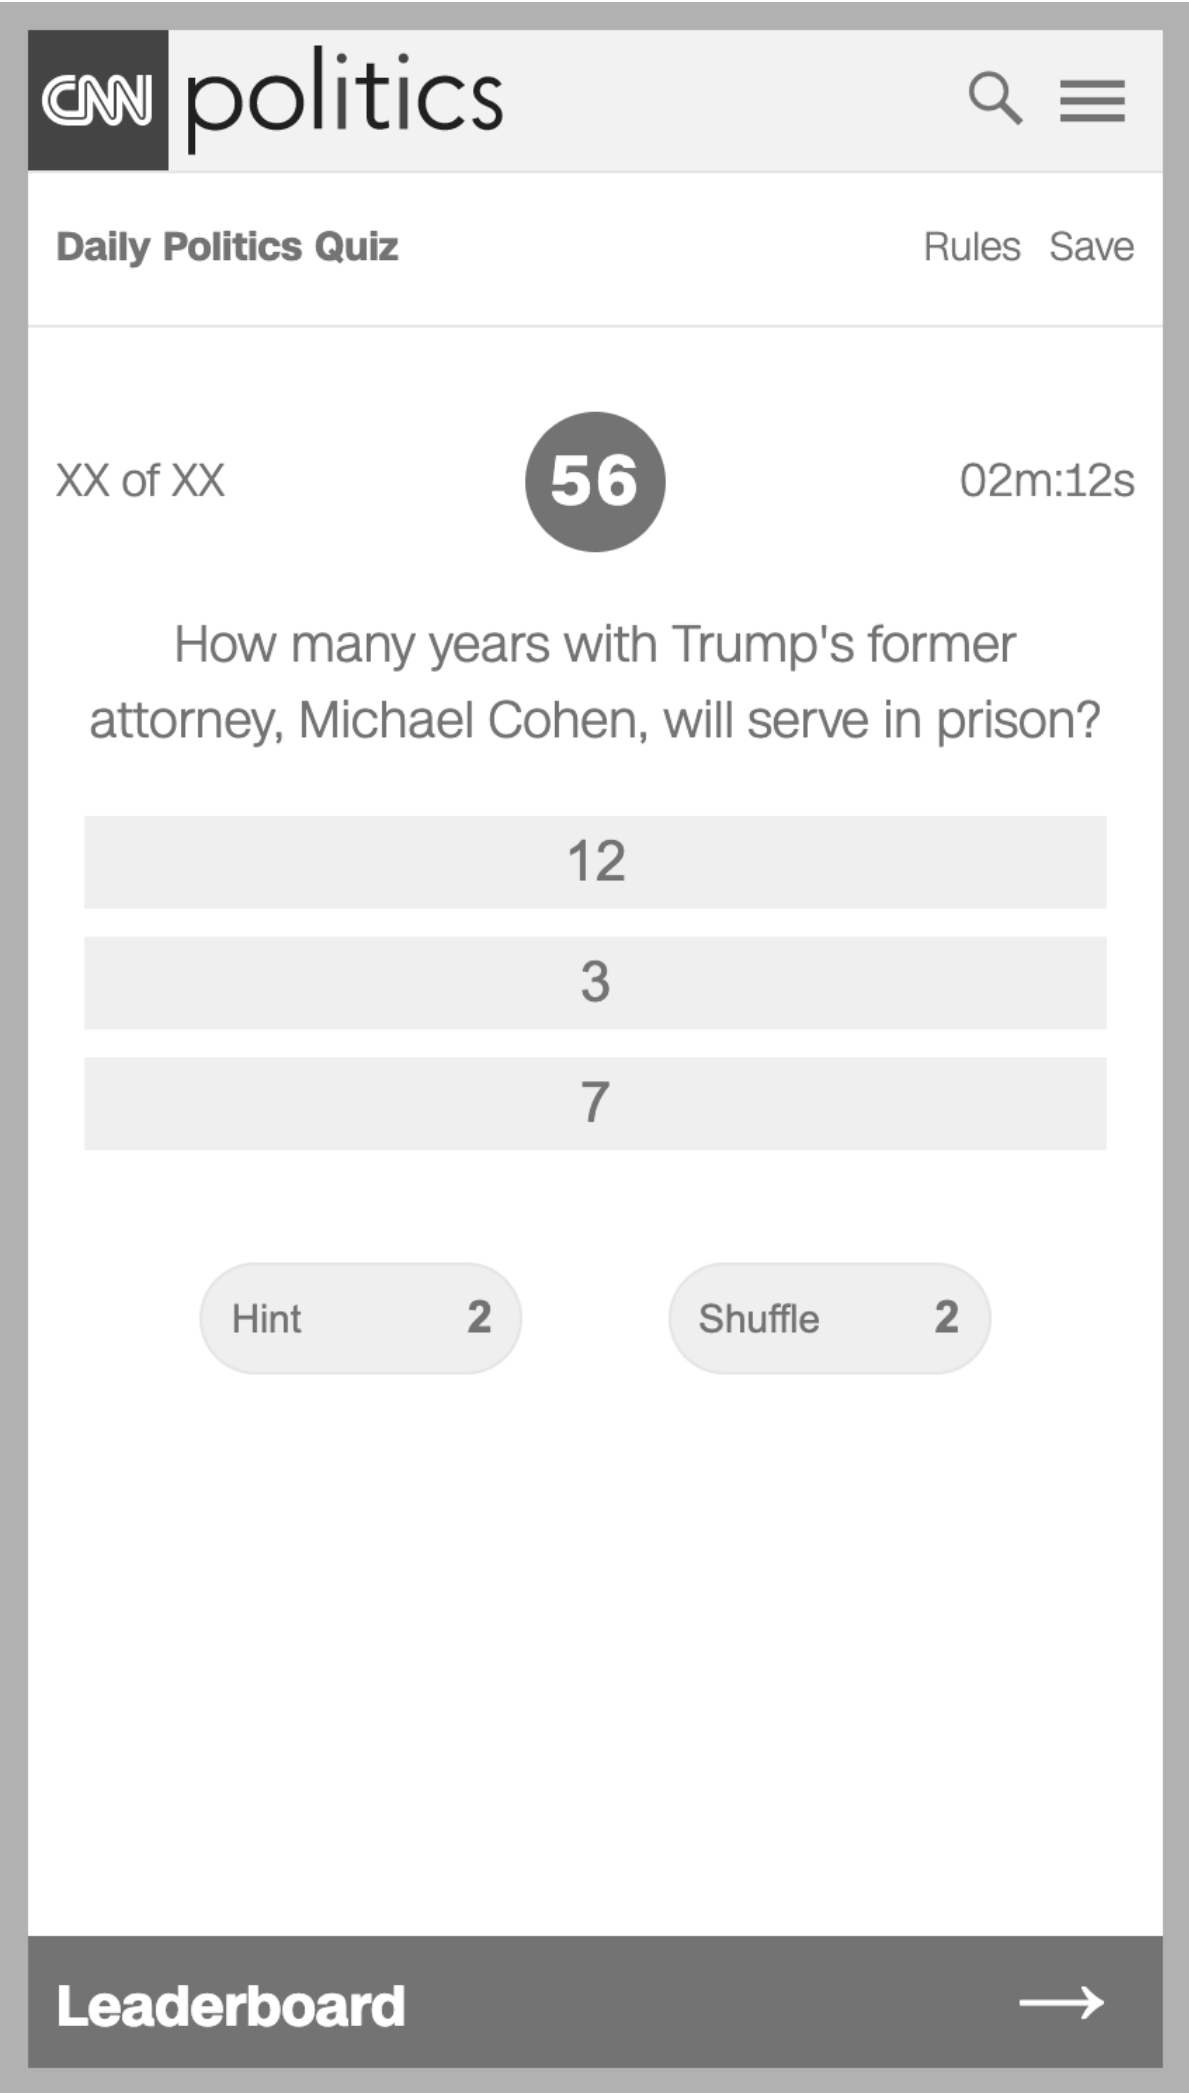 CNN politics
Daily Politics Quiz Rules Save
XX of XX 56 02m:12s
How many years with Trump's former
attorney, Michael Cohen, will serve in prison?
12
3
7
Hint 2 Shuffle 2
Leaderboard →